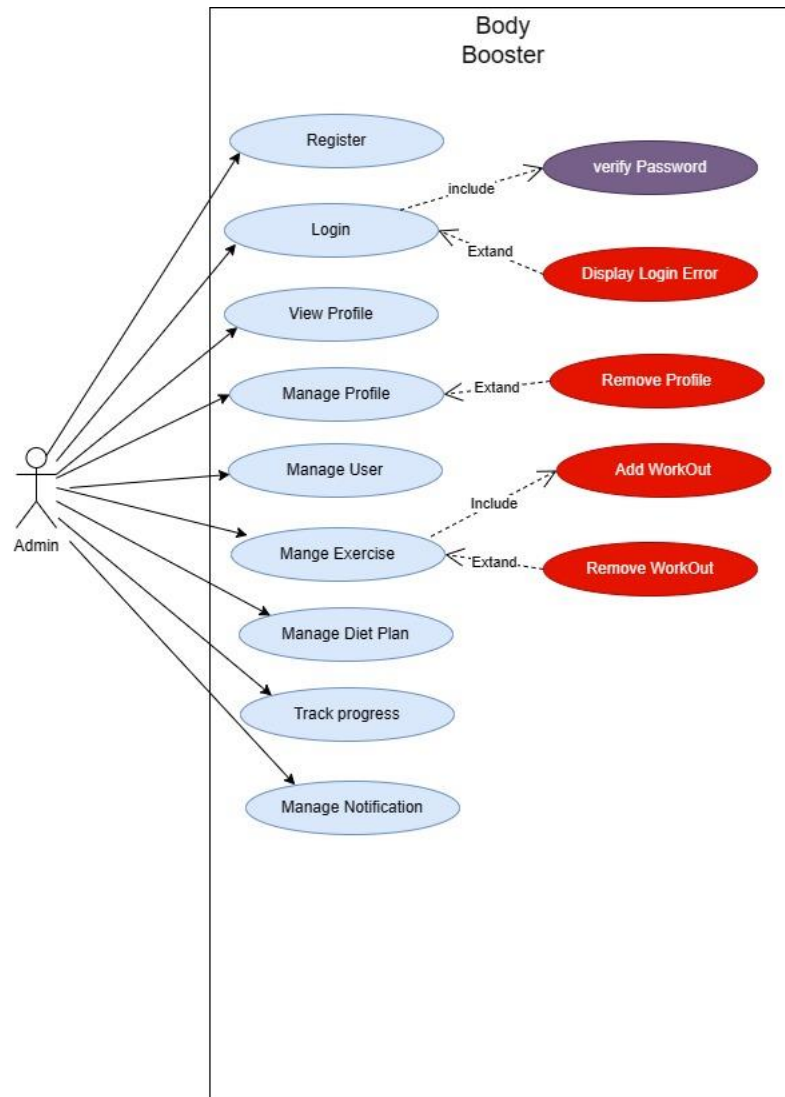 Body
Booster
Register
verify Password
include
Login
Extand
Display Login Error
View Profile
Manage Profile
Extand
Remove Profile
Manage User
Add WorkOut
Include
Admin
Mange Exercise
Extand
Remove WorkOut
Manage Diet Plan
Track progress
Manage Notification